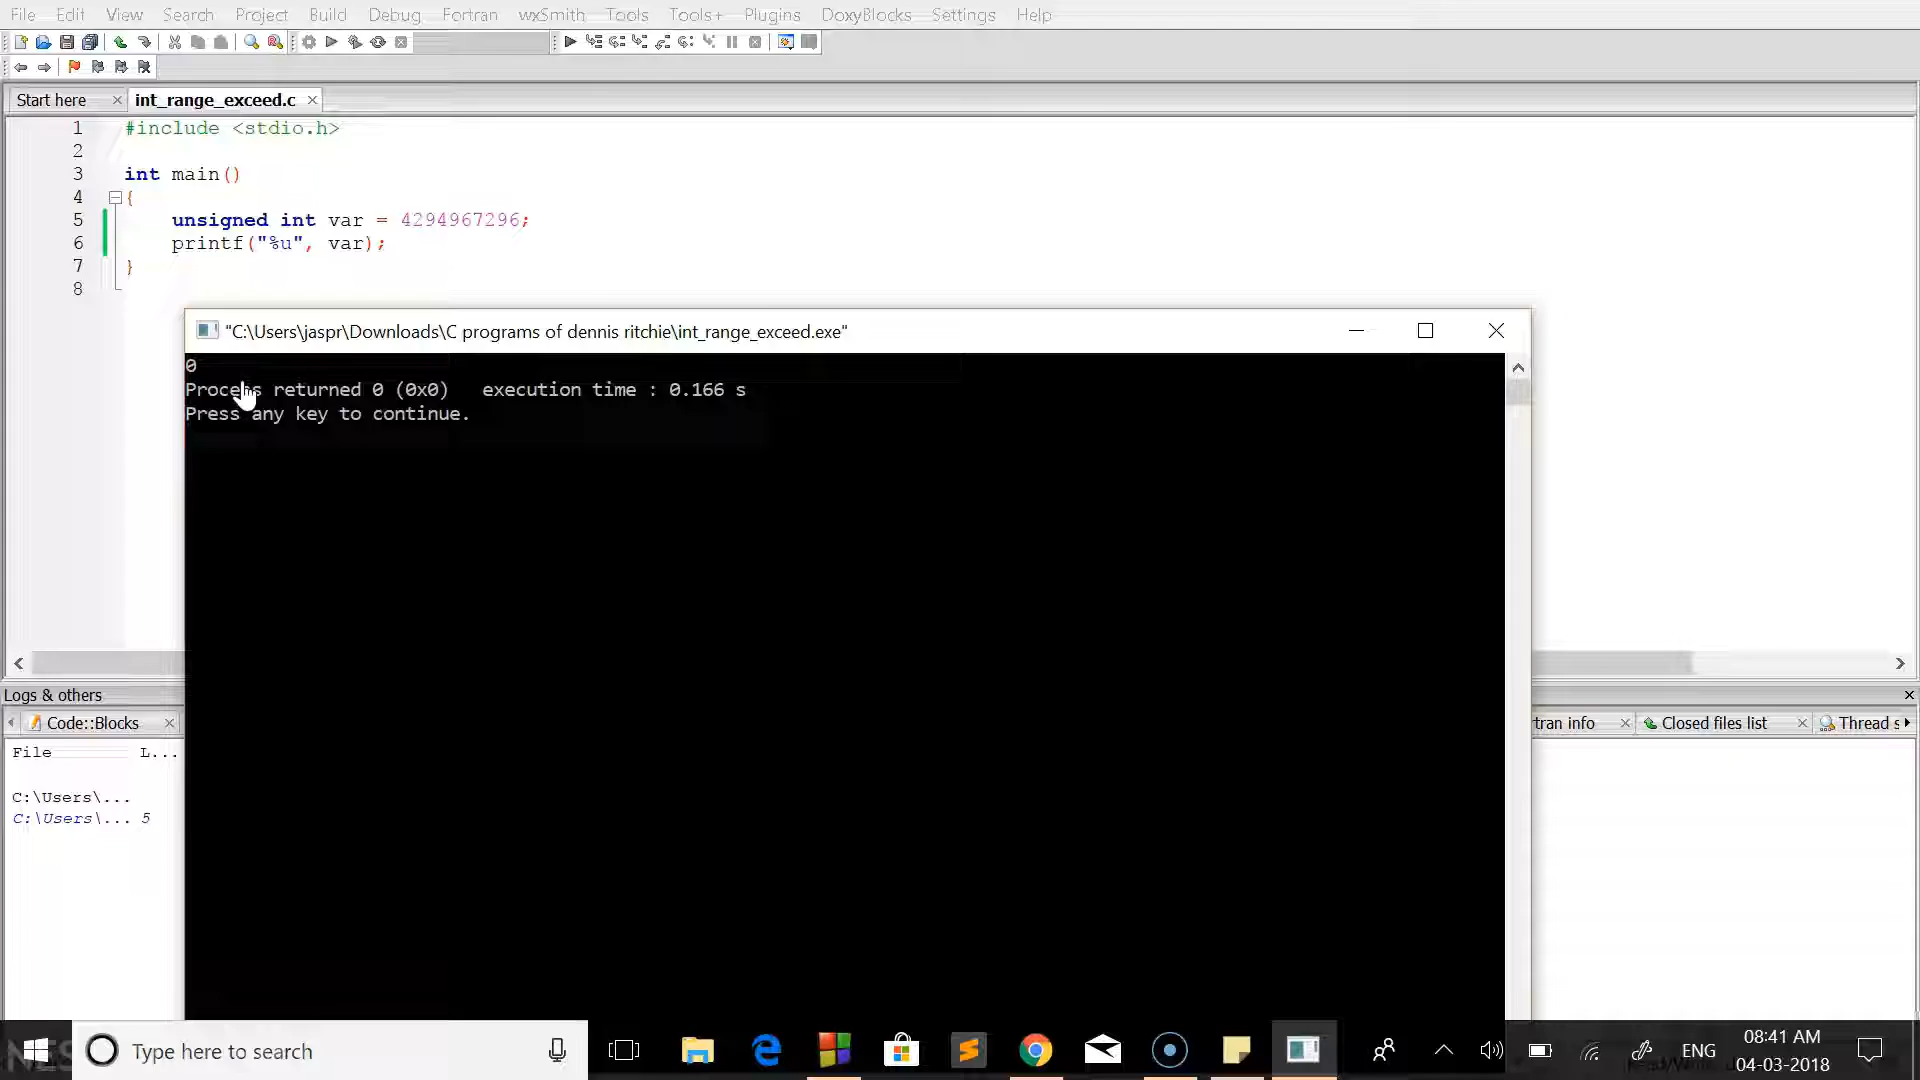 File Edit View Search Project Build Debug Fortran wxSmith Tools Tools+ Plugins DoxyBlocks Settings Help
Start here int_range_exceed.c
1 #include <stdio.h>
2
3 int main()
4 {
5 unsigned int var = 4294967296;
6 printf("%u", var);
7 }
8
"C:\Users\jaspr\Downloads\C programs of dennis ritchie\int_range_exceed.exe"
0
Process returned 0 (0x0) execution time : 0.166 s
Press any key to continue.
Logs & others
Code::Blocks tran info Closed files list Thread s
File L...
C:\Users\...
C:\Users\... 5
Type here to search
ENG
08:41 AM
04-03-2018